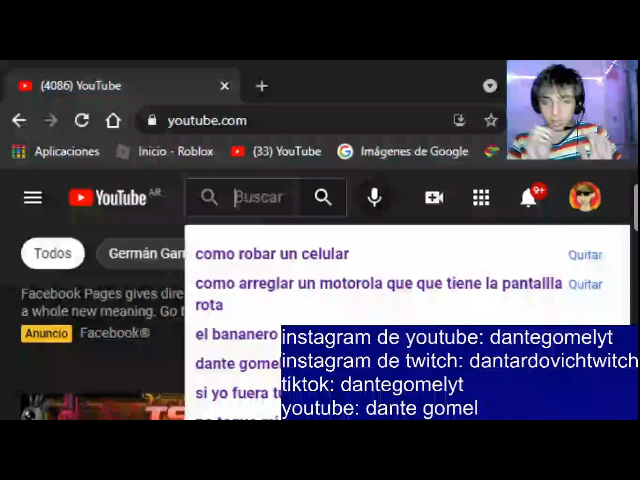 (4086) YouTube
youtube.com
Aplicaciones
Inicio - Roblox
(33) YouTube
Imágenes de Google
YouTube AR
Buscar
9+
Todos
Germán Gar
como robar un celular Quitar
como arreglar un motorola que que tiene la pantallla Quitar
rota
Facebook Pages gives dire
a whole new meaning. Go t
Anuncio Facebook®
el bananero
dante gomel
si yo fuera tu
instagram de youtube: dantegomelyt
instagram de twitch: dantardovichtwitch
tiktok: dantegomelyt
youtube: dante gomel